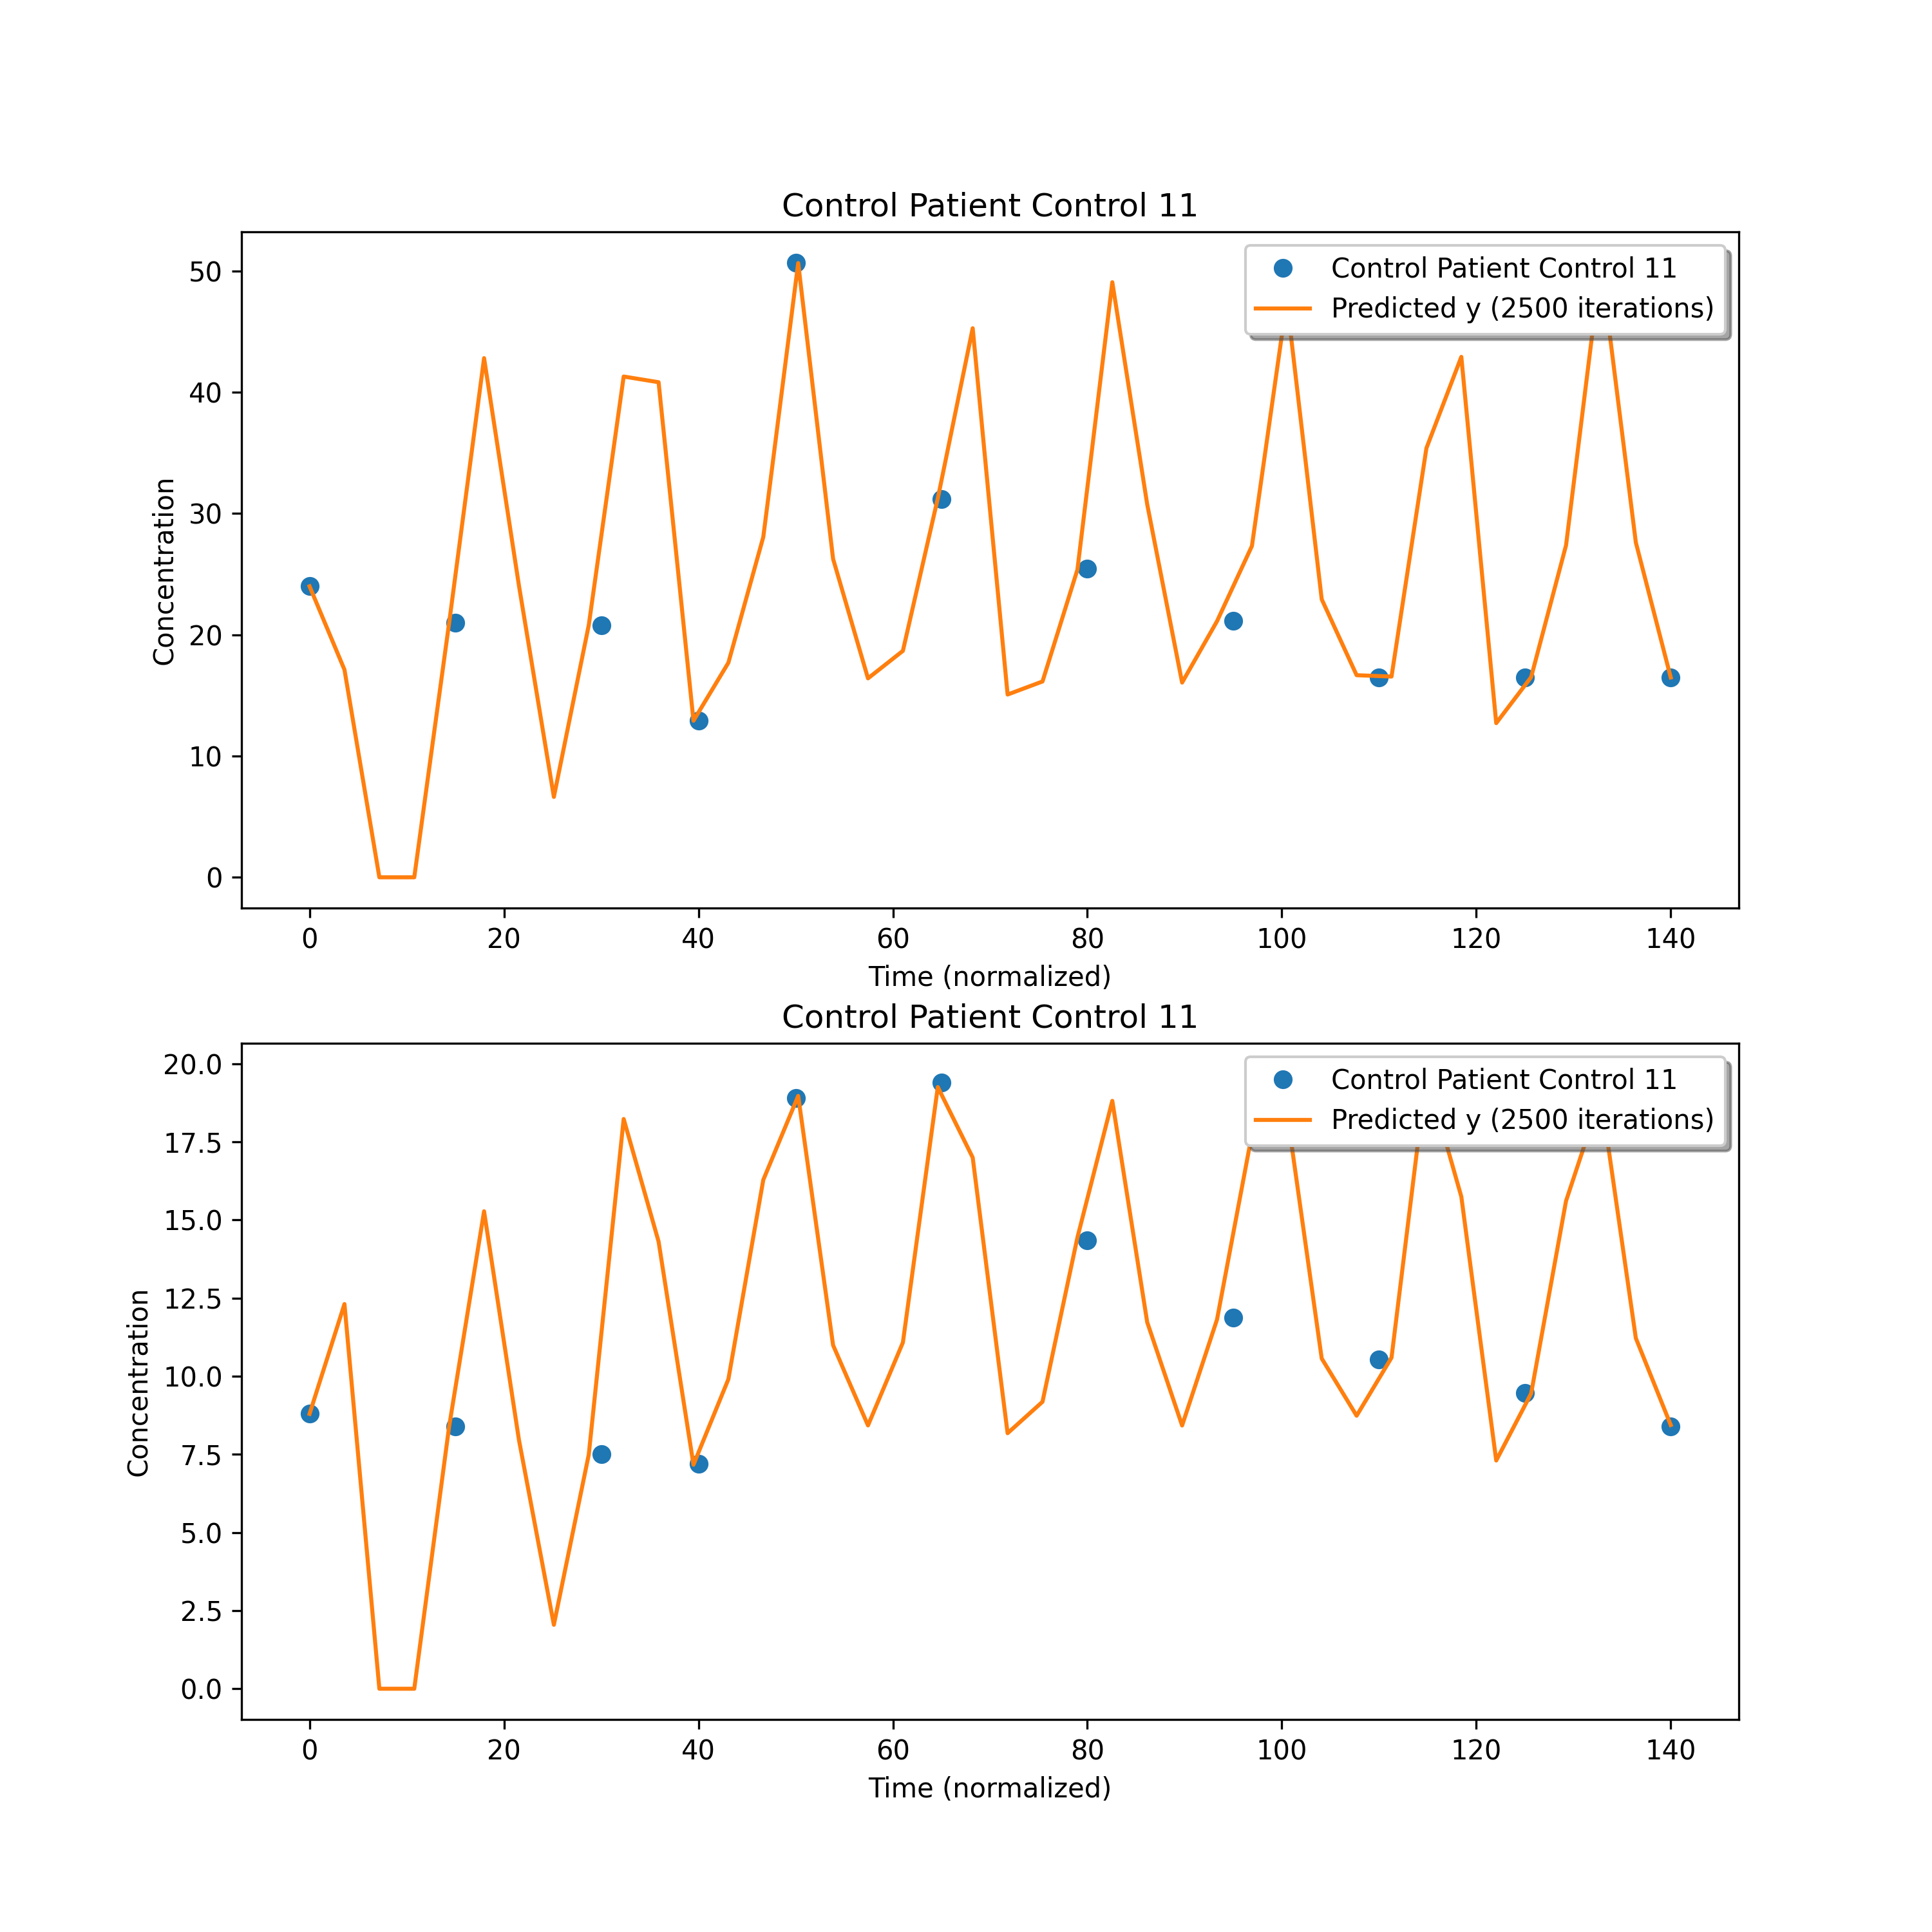 Control Patient Control 11
Control Patient Control 11
Predicted y (2500 iterations)
50
40
30
20
10
0
Concentration
0 20 40 60 80 100 120 140
Time (normalized)
Control Patient Control 11
Control Patient Control 11
Predicted y (2500 iterations)
20.0
17.5
15.0
12.5
10.0
7.5
5.0
2.5
0.0
Concentration
0 20 40 60 80 100 120 140
Time (normalized)